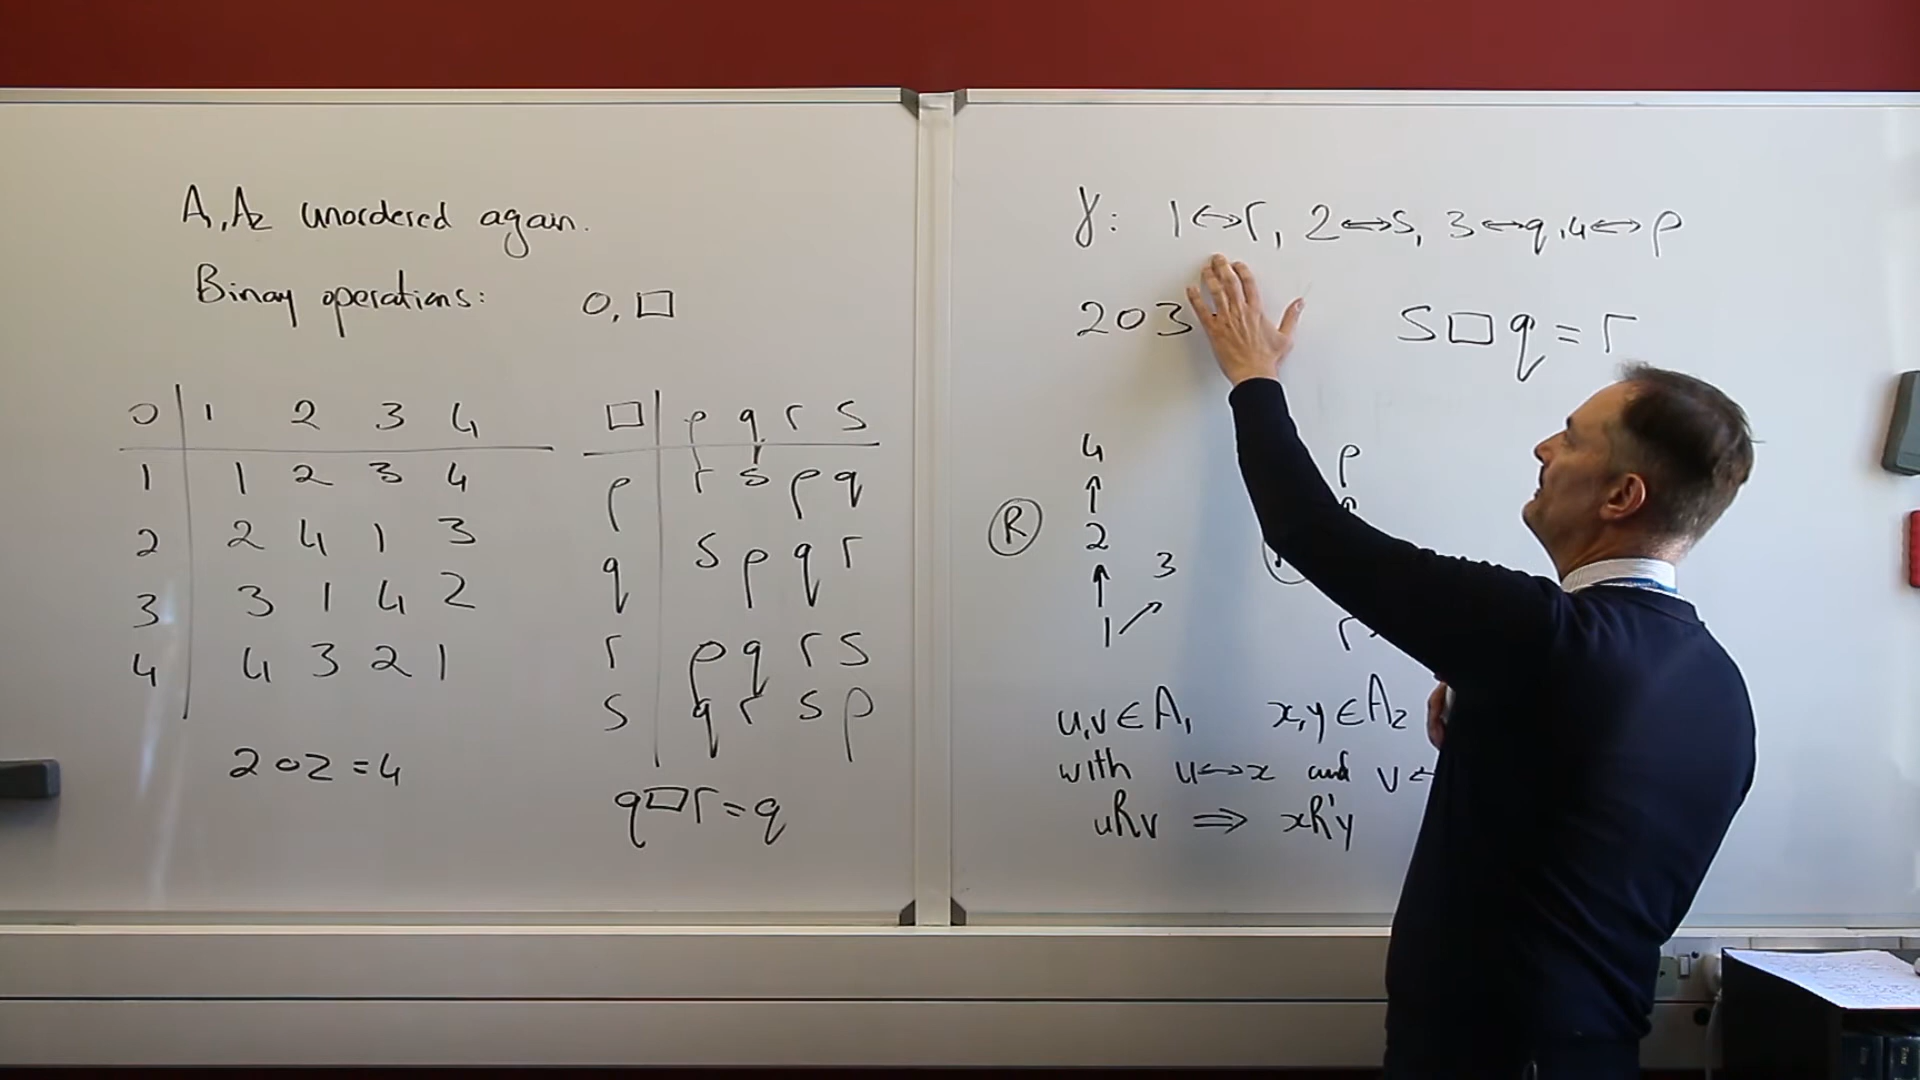 A₁, A₂ unordered again.
Binary operations: ○, □
○ | 1 2 3 4
1 | 1 2 3 4
2 | 2 4 1 3
3 | 3 1 4 2
4 | 4 3 2 1
2○2=4
□ | p q r s
p | r s p q
q | s p q r
r | p q r s
s | q r s p
q□r=q
γ: 1↔r, 2↔s, 3↔q, 4↔p
2○3
s□q=r
4
↑
Ⓡ 2
↑ 3
1 ↗
p
r
u,v∈A₁ x,y∈A₂
with u↔x and v↔
uRv ⇒ xR'y